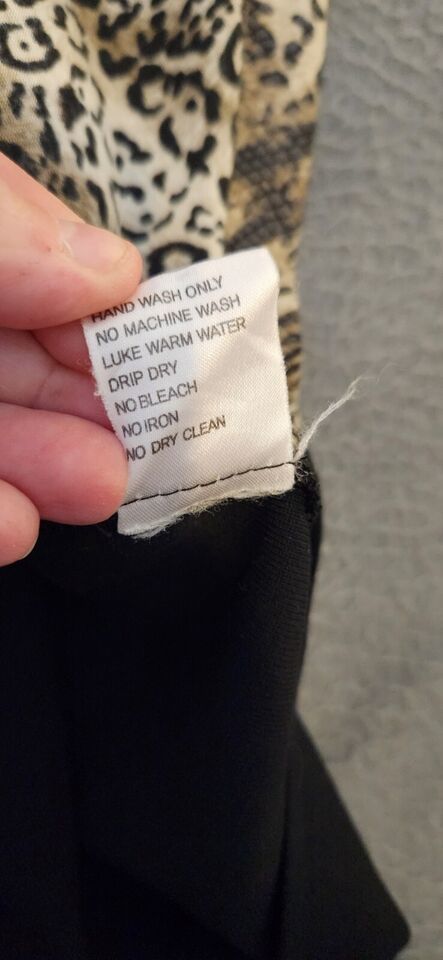 HAND WASH ONLY
NO MACHINE WASH
LUKE WARM WATER
DRIP DRY
NO BLEACH
NO IRON
NO DRY CLEAN